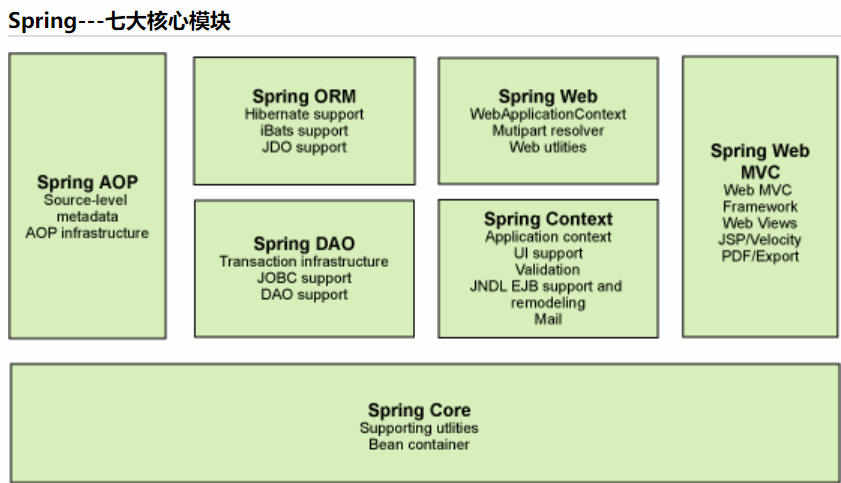 Spring---七大核心模块
Spring AOP
Source-level
metadata
AOP infrastructure
Spring ORM
Hibernate support
iBats support
JDO support
Spring DAO
Transaction infrastructure
JOBC support
DAO support
Spring Web
WebApplicationContext
Mutipart resolver
Web utlities
Spring Context
Application context
UI support
Validation
JNDL EJB support and
remodeling
Mail
Spring Web
MVC
Web MVC
Framework
Web Views
JSP/Velocity
PDF/Export
Spring Core
Supporting utlities
Bean container